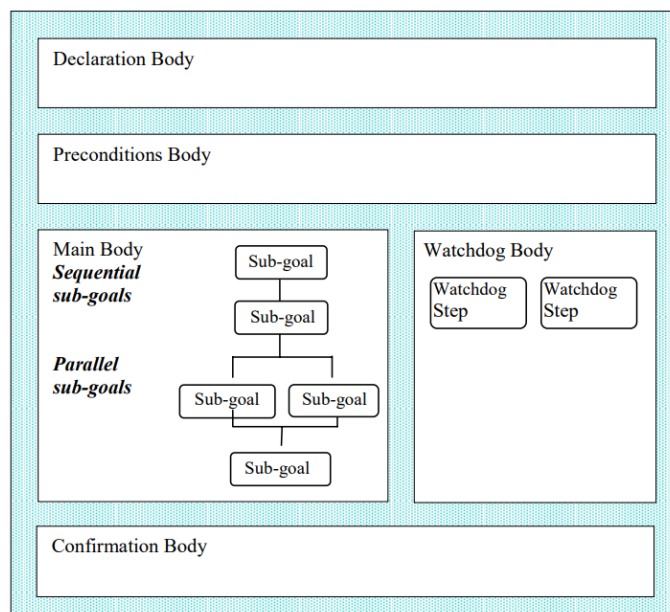 Declaration Body
Preconditions Body
Main Body
Sequential
sub-goals
Sub-goal
Sub-goal
Parallel
sub-goals
Sub-goal
Sub-goal
Sub-goal
Watchdog Body
Watchdog
Step
Watchdog
Step
Confirmation Body